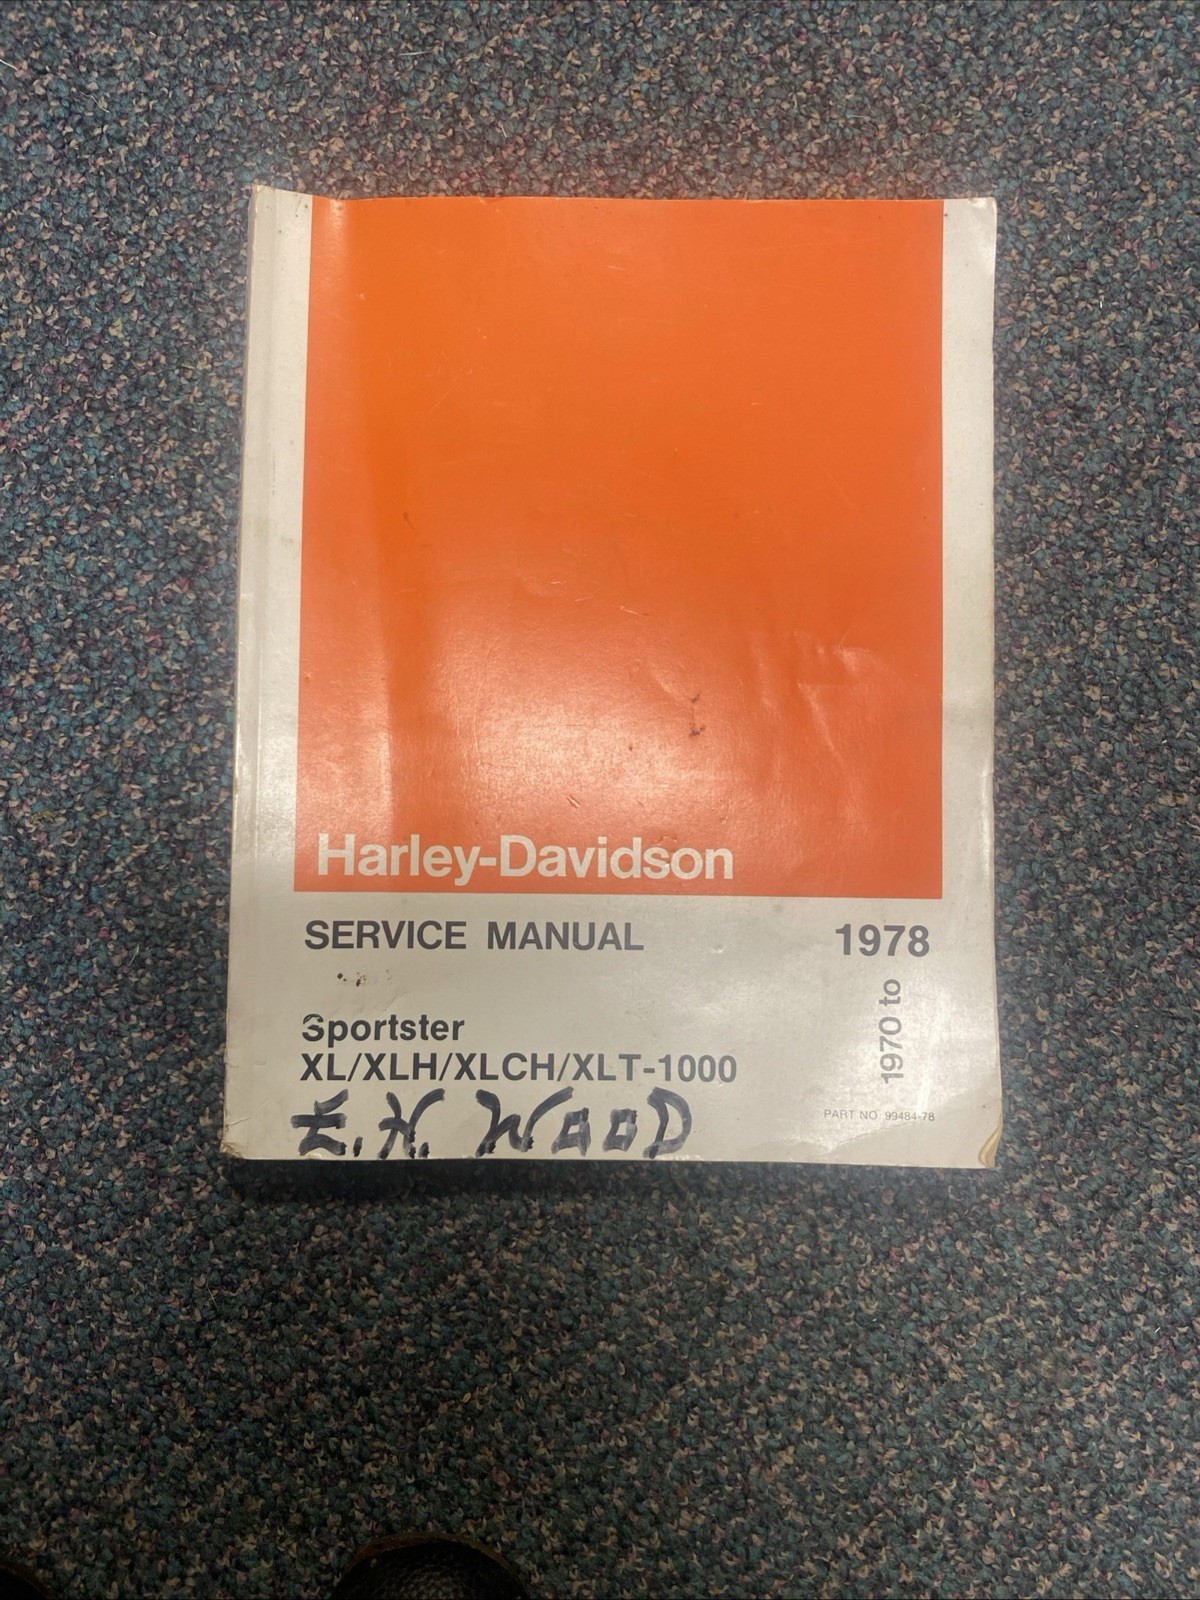 Harley-Davidson
SERVICE MANUAL 1978
1970 to
Sportster
XL/XLH/XLCH/XLT-1000
PART NO. 99484-78
E.H. WOOD